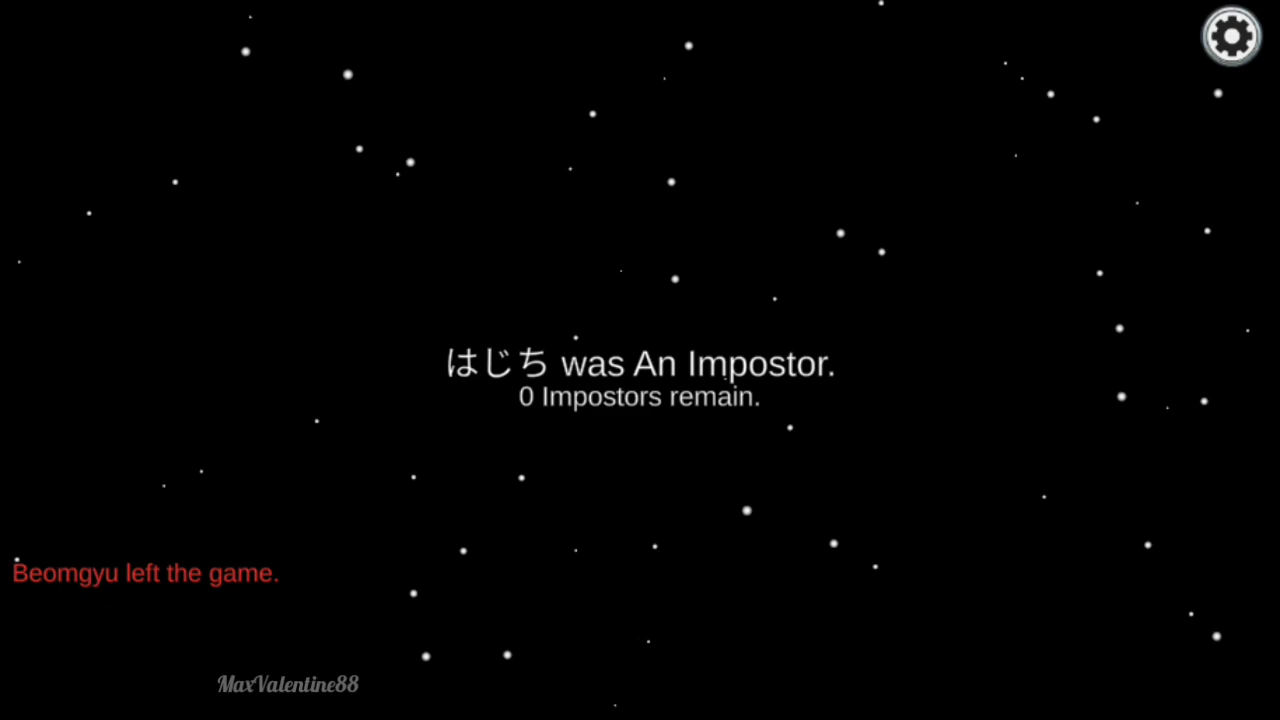 はじち was An Impostor.
0 Impostors remain.
Beomgyu left the game.
MaxValentine88